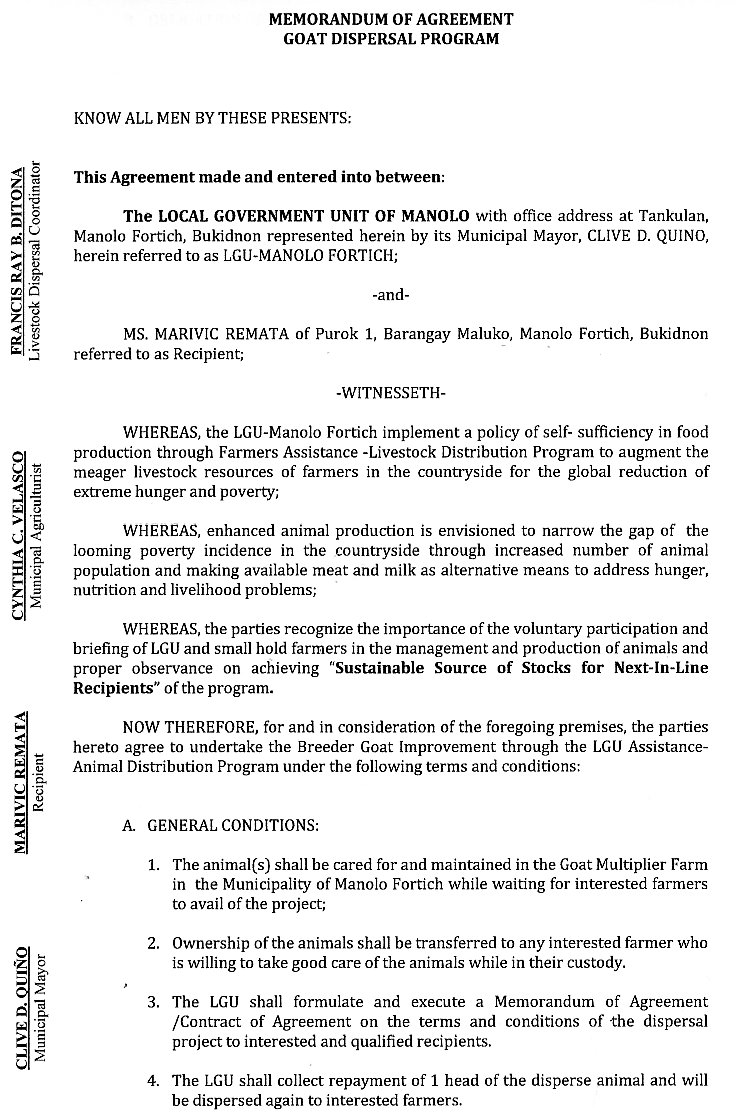 MEMORANDUM OF AGREEMENT
GOAT DISPERSAL PROGRAM
KNOW ALL MEN BY THESE PRESENTS:
This Agreement made and entered into between:
The LOCAL GOVERNMENT UNIT OF MANOLO with office address at Tankulan,
Manolo Fortich, Bukidnon represented herein by its Municipal Mayor, CLIVE D. QUINO,
herein referred to as LGU-MANOLO FORTICH;
-and-
MS. MARIVIC REMATA of Purok 1, Barangay Maluko, Manolo Fortich, Bukidnon
referred to as Recipient;
-WITNESSETH-
WHEREAS, the LGU-Manolo Fortich implement a policy of self- sufficiency in food
production through Farmers Assistance -Livestock Distribution Program to augment the
meager livestock resources of farmers in the countryside for the global reduction of
extreme hunger and poverty;
WHEREAS, enhanced animal production is envisioned to narrow the gap of the
looming poverty incidence in the countryside through increased number of animal
population and making available meat and milk as alternative means to address hunger,
nutrition and livelihood problems;
WHEREAS, the parties recognize the importance of the voluntary participation and
briefing of LGU and small hold farmers in the management and production of animals and
proper observance on achieving "Sustainable Source of Stocks for Next-In-Line
Recipients" of the program.
NOW THEREFORE, for and in consideration of the foregoing premises, the parties
hereto agree to undertake the Breeder Goat Improvement through the LGU Assistance-
Animal Distribution Program under the following terms and conditions:
A. GENERAL CONDITIONS:
1. The animal(s) shall be cared for and maintained in the Goat Multiplier Farm
in the Municipality of Manolo Fortich while waiting for interested farmers
to avail of the project;
2. Ownership of the animals shall be transferred to any interested farmer who
is willing to take good care of the animals while in their custody.
3. The LGU shall formulate and execute a Memorandum of Agreement
/Contract of Agreement on the terms and conditions of the dispersal
project to interested and qualified recipients.
4. The LGU shall collect repayment of 1 head of the disperse animal and will
be dispersed again to interested farmers.
FRANCIS RAY B. DITONA
Livestock Dispersal Coordinator
CYNTHIA C. VELASCO
Municipal Agriculturist
MARIVIC REMATA
Recipient
CLIVE D. QUIÑO
Municipal Mayor